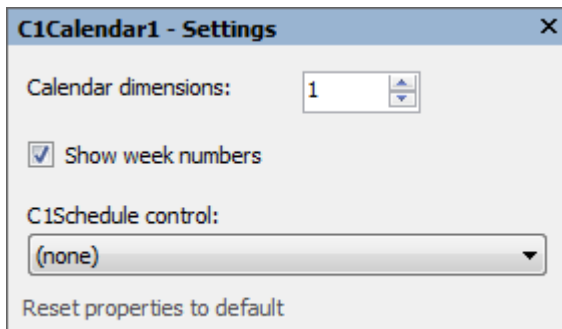 C1Calendar1 - Settings
Calendar dimensions: 1
Show week numbers
C1Schedule control:
(none)
Reset properties to default